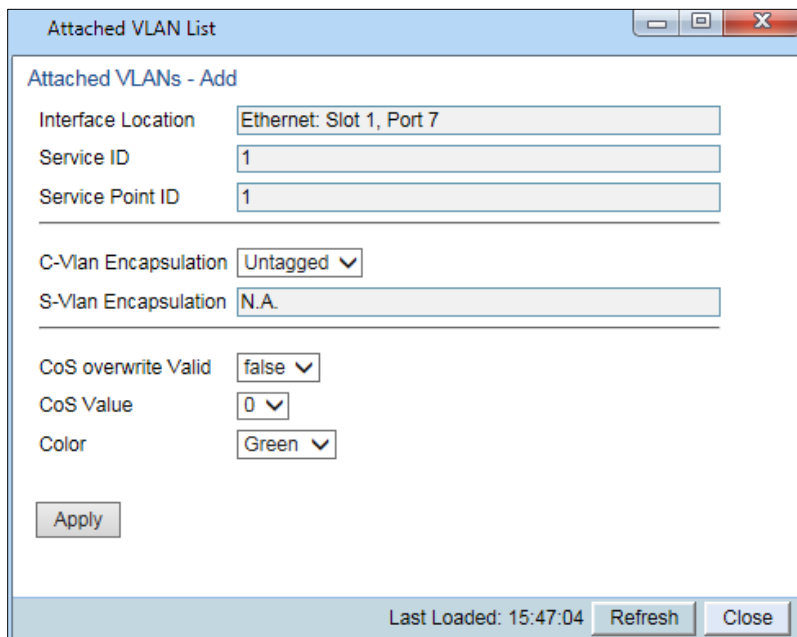 Attached VLAN List
Attached VLANs - Add
Interface Location Ethernet: Slot 1, Port 7
Service ID 1
Service Point ID 1
C-Vlan Encapsulation Untagged
S-Vlan Encapsulation N.A.
CoS overwrite Valid false
CoS Value 0
Color Green
Apply
Last Loaded: 15:47:04 Refresh Close